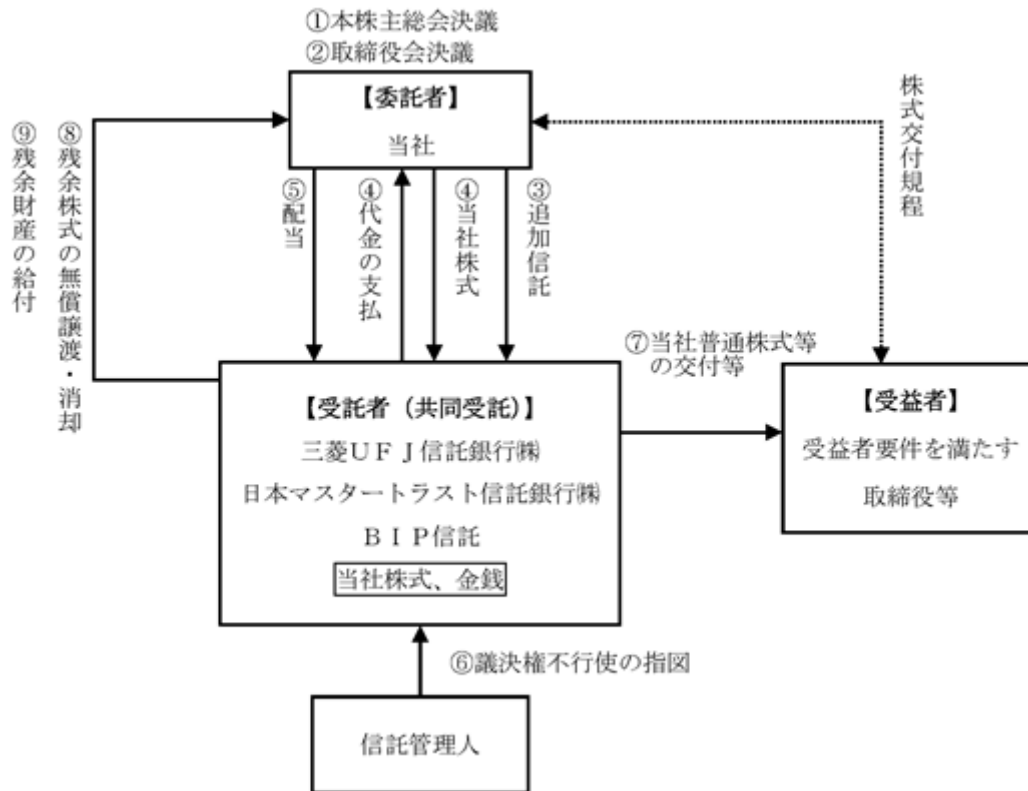 ①本株主総会決議
②取締役会決議
【委託者】
当社
株式交付規程
⑨残余財産の給付
⑧残余株式の無償譲渡・消却
⑤配当
④代金の支払
④当社株式
③追加信託
⑦当社普通株式等
の交付等
【受託者（共同受託）】
三菱ＵＦＪ信託銀行㈱
日本マスタートラスト信託銀行㈱
ＢＩＰ信託
当社株式、金銭
【受益者】
受益者要件を満たす
取締役等
⑥議決権不行使の指図
信託管理人